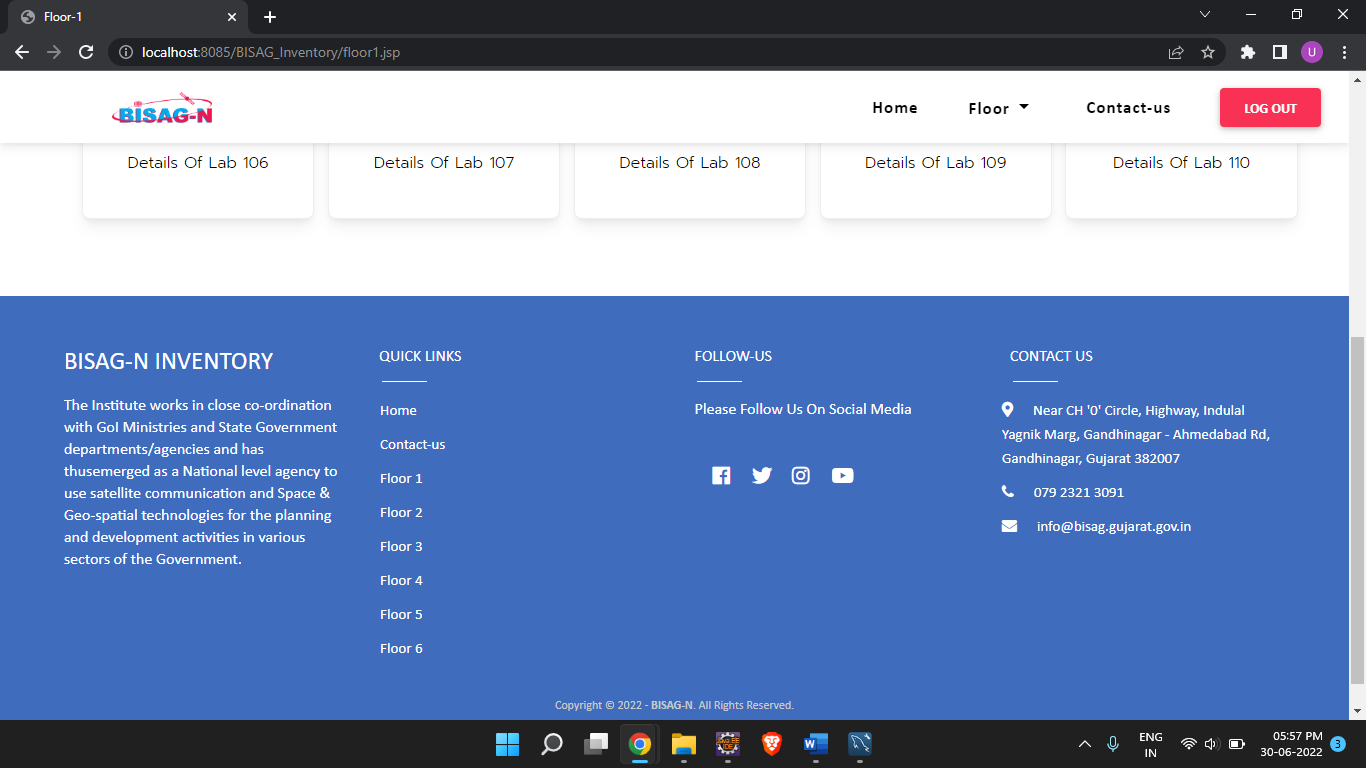 Floor-1
localhost:8085/BISAG_Inventory/floor1.jsp
U
BISAG-N
Home
Floor
Contact-us
LOG OUT
Details Of Lab 106
Details Of Lab 107
Details Of Lab 108
Details Of Lab 109
Details Of Lab 110
BISAG-N INVENTORY
The Institute works in close co-ordination
with GoI Ministries and State Government
departments/agencies and has
thusemerged as a National level agency to
use satellite communication and Space &
Geo-spatial technologies for the planning
and development activities in various
sectors of the Government.
QUICK LINKS
Home
Contact-us
Floor 1
Floor 2
Floor 3
Floor 4
Floor 5
Floor 6
FOLLOW-US
Please Follow Us On Social Media
CONTACT US
Near CH '0' Circle, Highway, Indulal
Yagnik Marg, Gandhinagar - Ahmedabad Rd,
Gandhinagar, Gujarat 382007
079 2321 3091
info@bisag.gujarat.gov.in
Copyright © 2022 - BISAG-N. All Rights Reserved.
ENG
IN
05:57 PM
30-06-2022
3